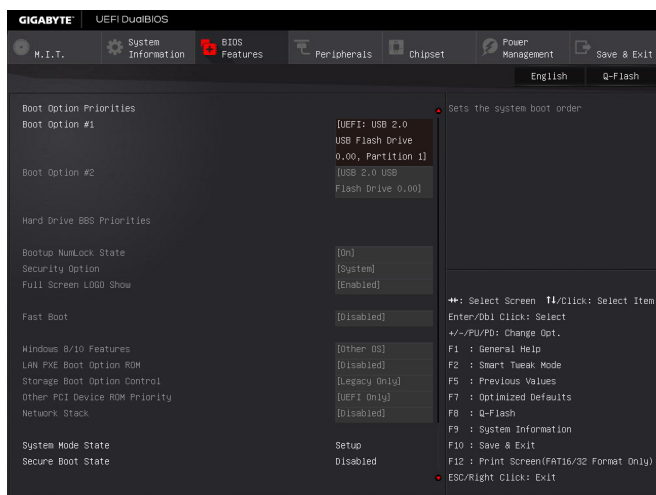 GIGABYTE™ UEFI DualBIOS
M.I.T.
System Information
BIOS Features
Peripherals
Chipset
Power Management
Save & Exit
English
Q-Flash
Boot Option Priorities
Boot Option #1 [UEFI: USB 2.0
USB Flash Drive
0.00, Partition 1]
Boot Option #2 [USB 2.0 USB
Flash Drive 0.00]
Hard Drive BBS Priorities
Bootup NumLock State [On]
Security Option [System]
Full Screen LOGO Show [Enabled]
Fast Boot [Disabled]
Windows 8/10 Features [Other OS]
LAN PXE Boot Option ROM [Disabled]
Storage Boot Option Control [Legacy Only]
Other PCI Device ROM Priority [UEFI Only]
Network Stack [Disabled]
System Mode State Setup
Secure Boot State Disabled
Sets the system boot order
→←: Select Screen ↑↓/Click: Select Item
Enter/Dbl Click: Select
+/-/PU/PD: Change Opt.
F1 : General Help
F2 : Smart Tweak Mode
F5 : Previous Values
F7 : Optimized Defaults
F8 : Q-Flash
F9 : System Information
F10 : Save & Exit
F12 : Print Screen(FAT16/32 Format Only)
ESC/Right Click: Exit